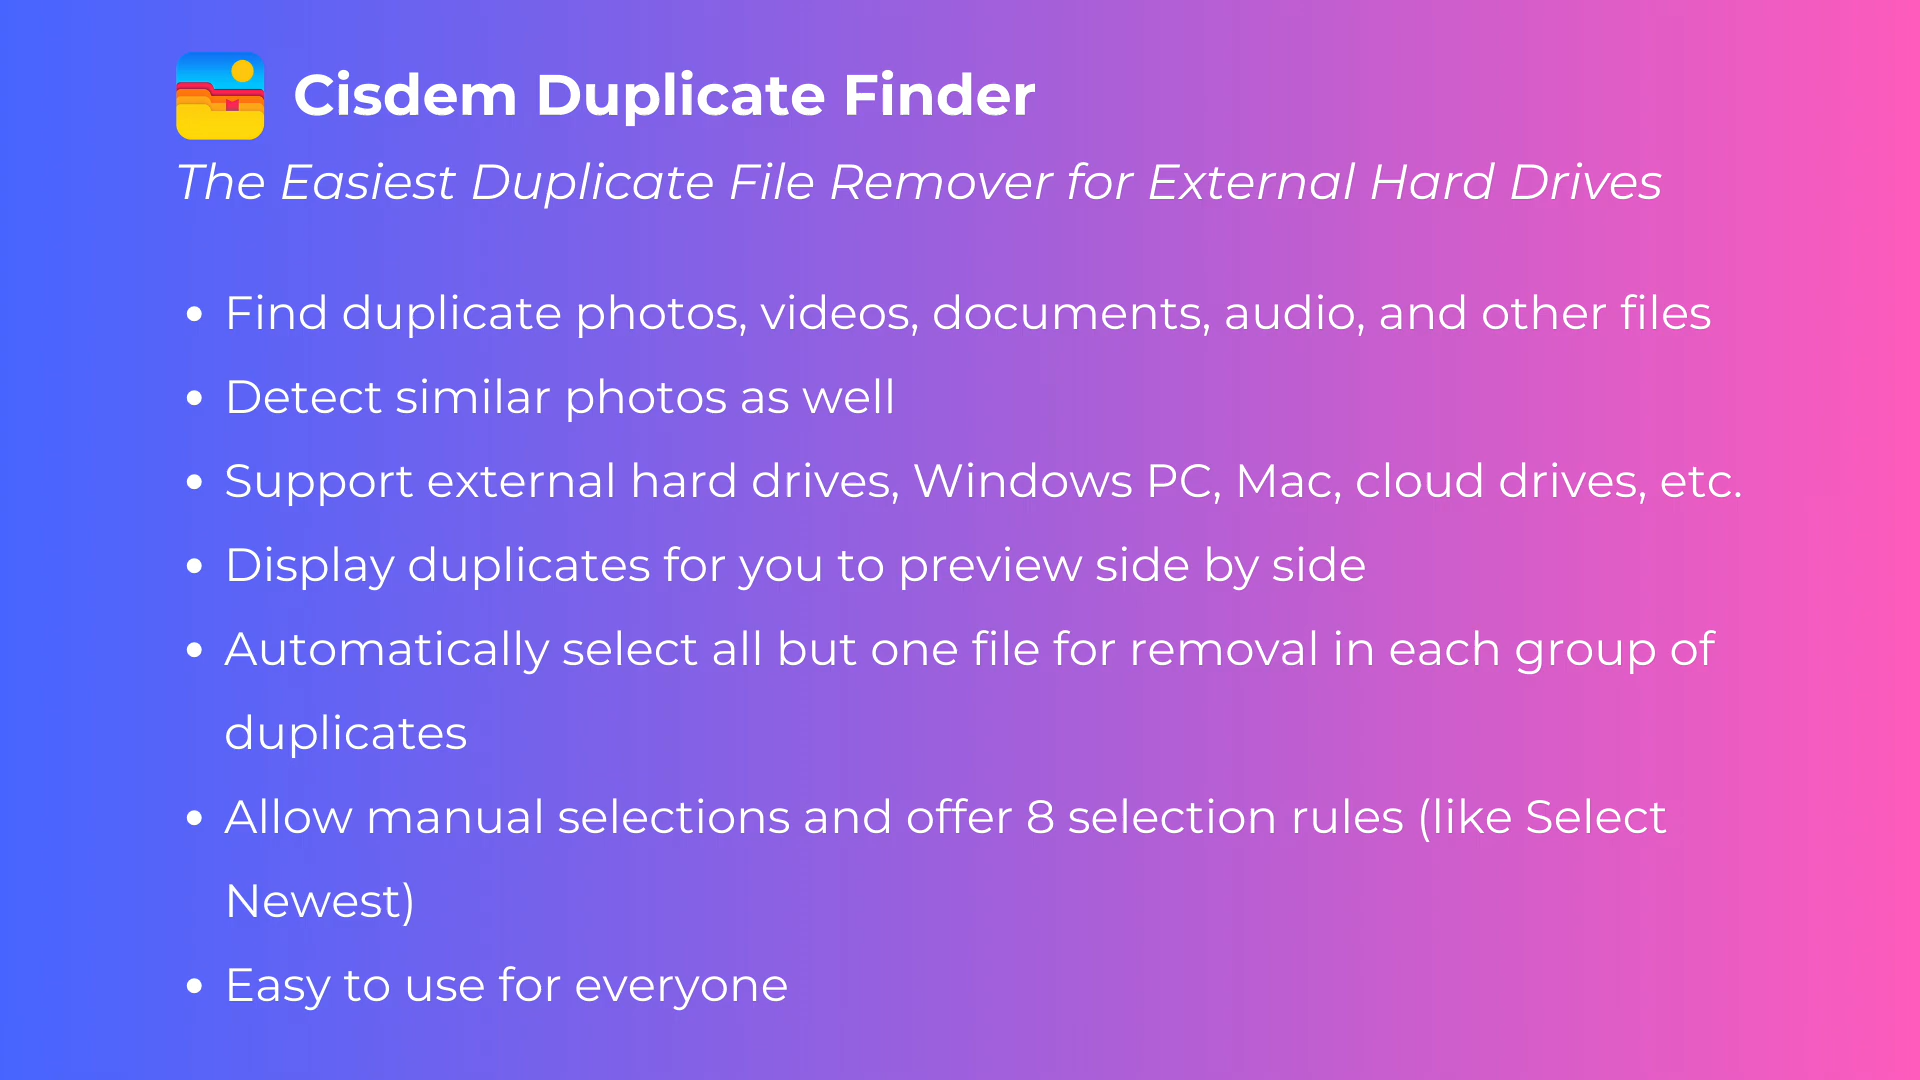 Cisdem Duplicate Finder
The Easiest Duplicate File Remover for External Hard Drives
• Find duplicate photos, videos, documents, audio, and other files
• Detect similar photos as well
• Support external hard drives, Windows PC, Mac, cloud drives, etc.
• Display duplicates for you to preview side by side
• Automatically select all but one file for removal in each group of
duplicates
• Allow manual selections and offer 8 selection rules (like Select
Newest)
• Easy to use for everyone